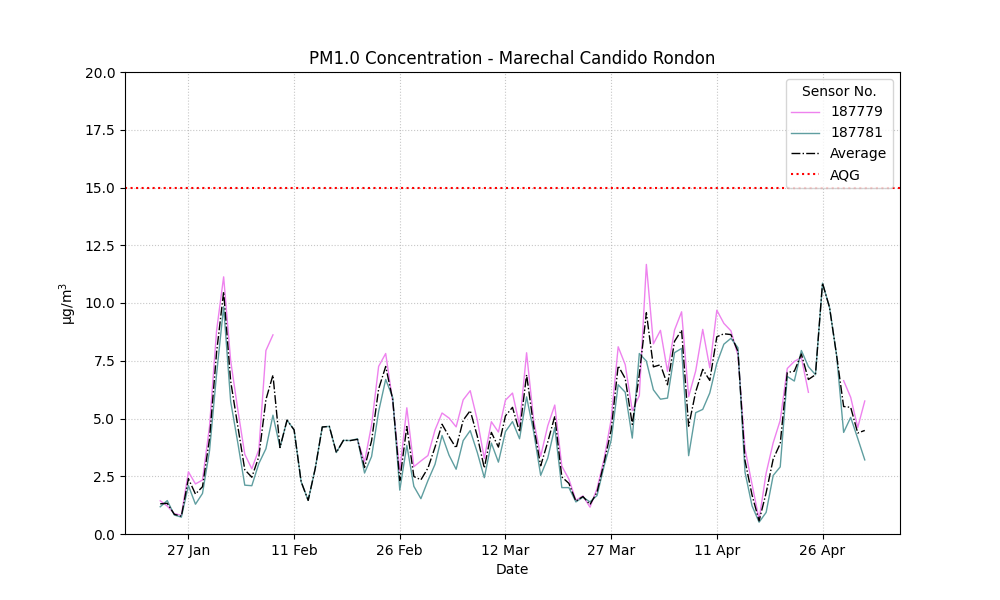 PM1.0 Concentration - Marechal Candido Rondon
20.0
17.5
15.0
12.5
10.0
7.5
5.0
2.5
0.0
µg/m³
Sensor No.
187779
187781
Average
AQG
27 Jan
11 Feb
26 Feb
12 Mar
27 Mar
11 Apr
26 Apr
Date